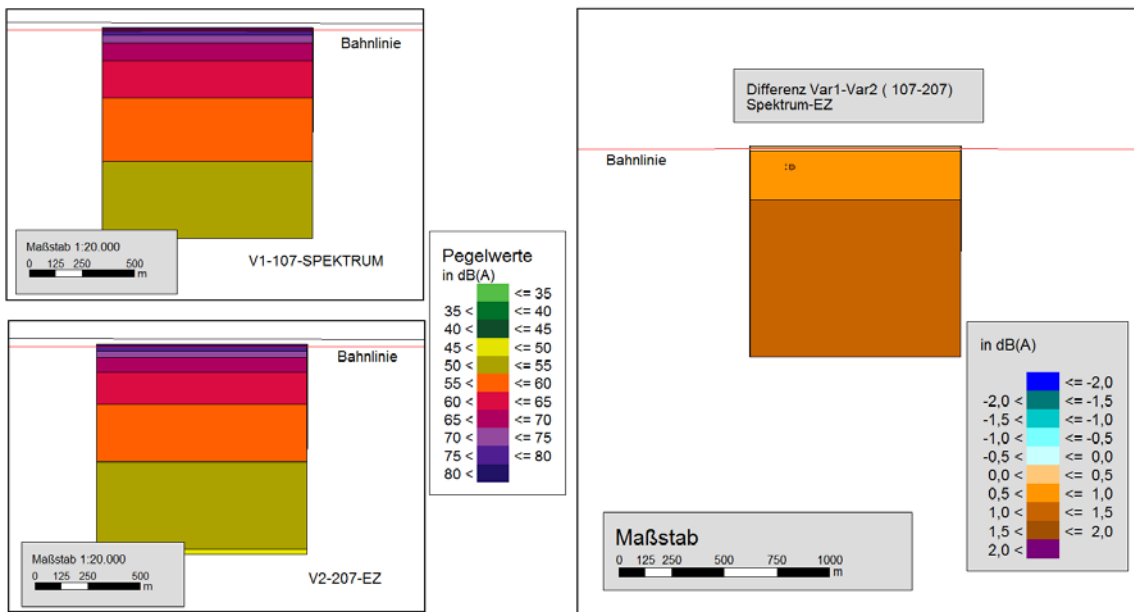 Bahnlinie
Maßstab 1:20.000
0 125 250 500
m
V1-107-SPEKTRUM
Bahnlinie
Maßstab 1:20.000
0 125 250 500
m
V2-207-EZ
Pegelwerte
in dB(A)
<= 35
35 < <= 40
40 < <= 45
45 < <= 50
50 < <= 55
55 < <= 60
60 < <= 65
65 < <= 70
70 < <= 75
75 < <= 80
80 <
Differenz Var1-Var2 ( 107-207)
Spektrum-EZ
Bahnlinie
Maßstab
0 125 250 500 750 1000
m
in dB(A)
<= -2,0
-2,0 < <= -1,5
-1,5 < <= -1,0
-1,0 < <= -0,5
-0,5 < <= 0,0
0,0 < <= 0,5
0,5 < <= 1,0
1,0 < <= 1,5
1,5 < <= 2,0
2,0 <